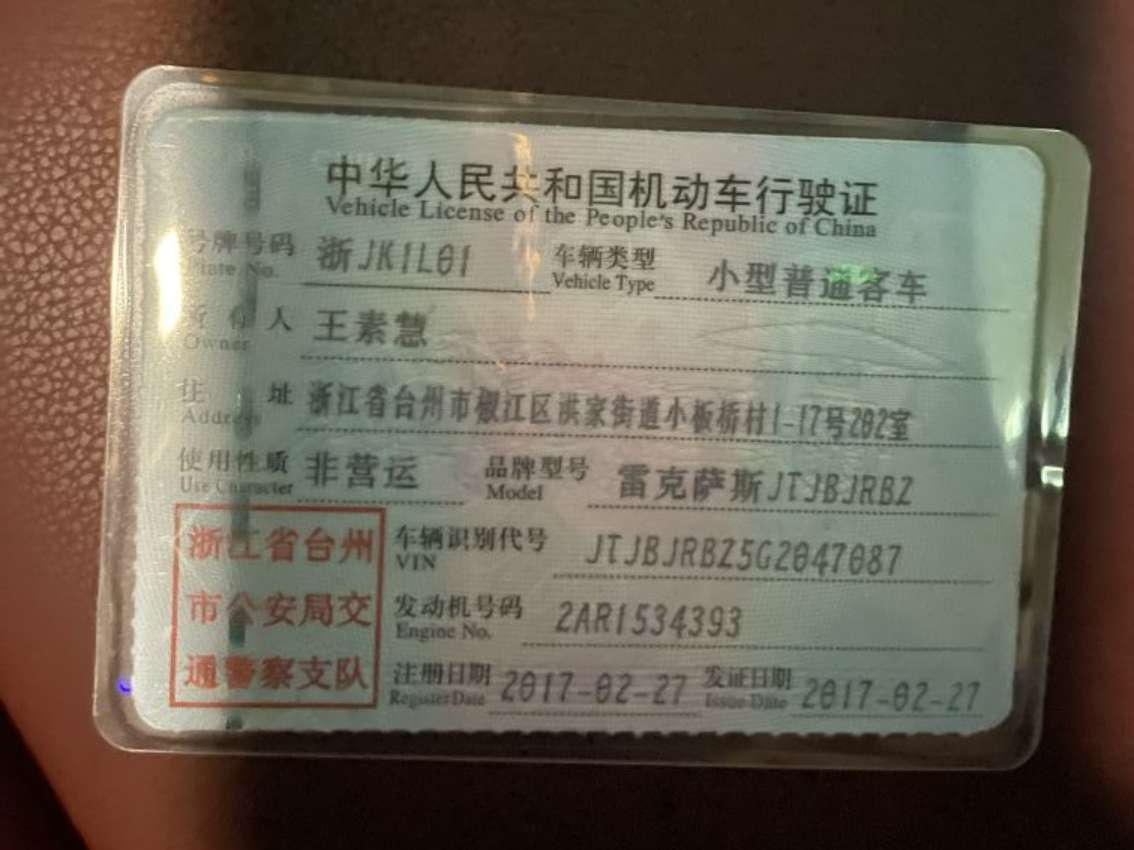 中华人民共和国机动车行驶证
Vehicle License of the People's Republic of China
号牌号码 浙JK1L01 车辆类型 小型普通客车
Plate No. Vehicle Type
所有人 王素慧
Owner
住址 浙江省台州市椒江区洪家街道小板桥村1-17号202室
Address
使用性质 非营运 品牌型号 雷克萨斯JTJBJRBZ
Use Character Model
浙江省台州 车辆识别代号 JTJBJRBZ5G2047087
VIN
市公安局交 发动机号码 2AR1534393
Engine No.
通警察支队 注册日期 2017-02-27 发证日期 2017-02-27
Register Date Issue Date